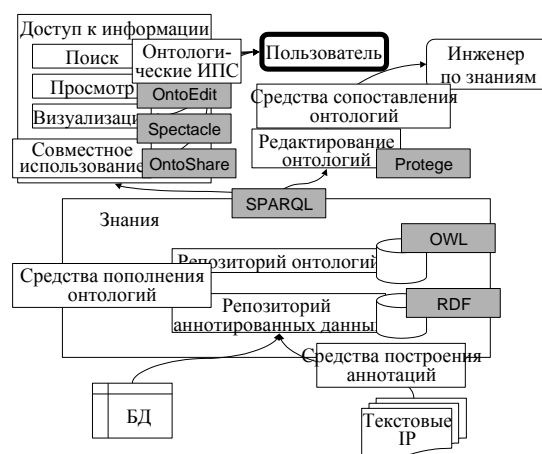 Доступ к информации
Поиск
Онтологи-
ческие ИПС
Пользователь
Инженер
по знаниям
Просмотр
OntoEdit
Средства сопоставления
онтологий
Визуализаци
Spectacle
Совместное
использование
OntoShare
Редактирование
онтологий
Protege
SPARQL
Знания
OWL
Репозиторий онтологий
Средства пополнения
онтологий
Репозиторий
аннотированных данны
RDF
Средства построения
аннотаций
БД
Текстовые
IP